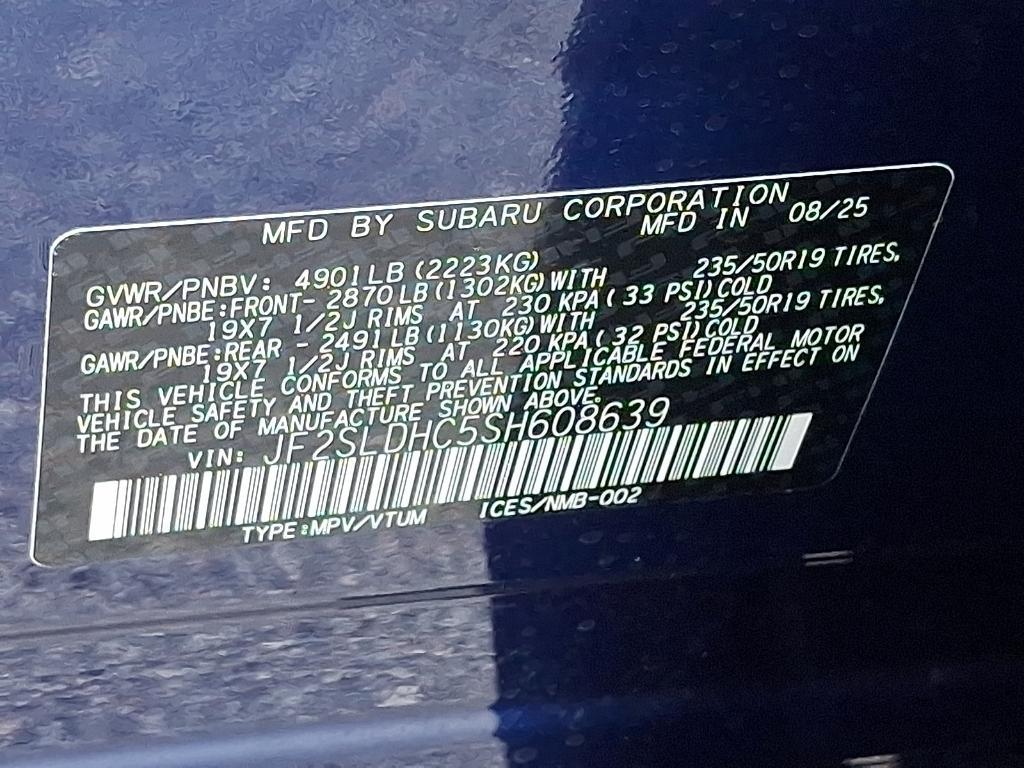 MFD BY SUBARU CORPORATION
MFD IN 08/25
GVWR/PNBV: 4901LB (2223KG)
GAWR/PNBE:FRONT- 2870LB (1302KG)WITH 235/50R19 TIRES,
19X7 1/2J RIMS AT 230 KPA ( 33 PSI)COLD
GAWR/PNBE:REAR - 2491LB (1130KG)WITH 235/50R19 TIRES,
19X7 1/2J RIMS AT 220 KPA ( 32 PSI)COLD
THIS VEHICLE CONFORMS TO ALL APPLICABLE FEDERAL MOTOR
VEHICLE SAFETY AND THEFT PREVENTION STANDARDS IN EFFECT ON
THE DATE OF MANUFACTURE SHOWN ABOVE.
VIN: JF2SLDHC5SH608639
TYPE:MPV/VTUM ICES/NMB-002